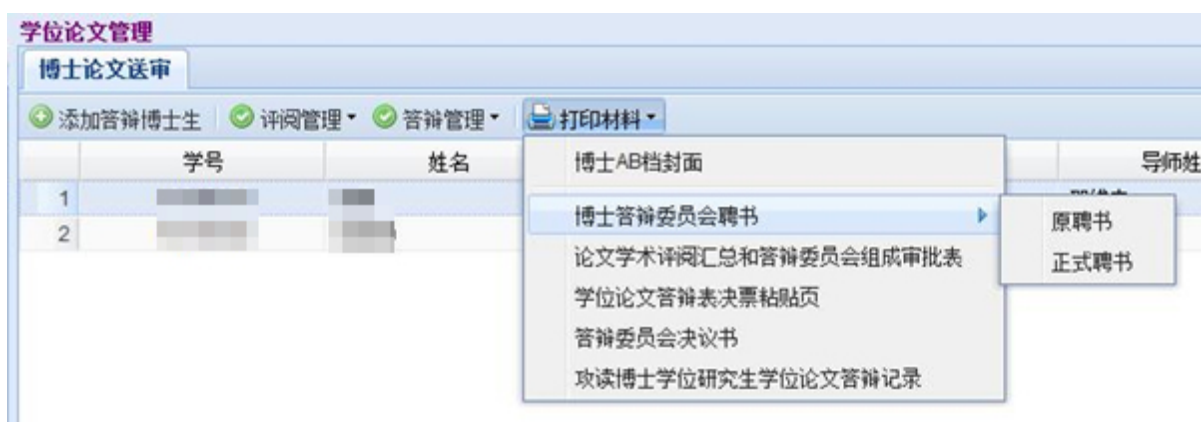 学位论文管理
博士论文送审
添加答辩博士生 评阅管理 答辩管理 打印材料
学号 姓名 导师姓
博士AB档封面
1
博士答辩委员会聘书 原聘书
2
论文学术评阅汇总和答辩委员会组成审批表 正式聘书
学位论文答辩表决票粘贴页
答辩委员会决议书
攻读博士学位研究生学位论文答辩记录